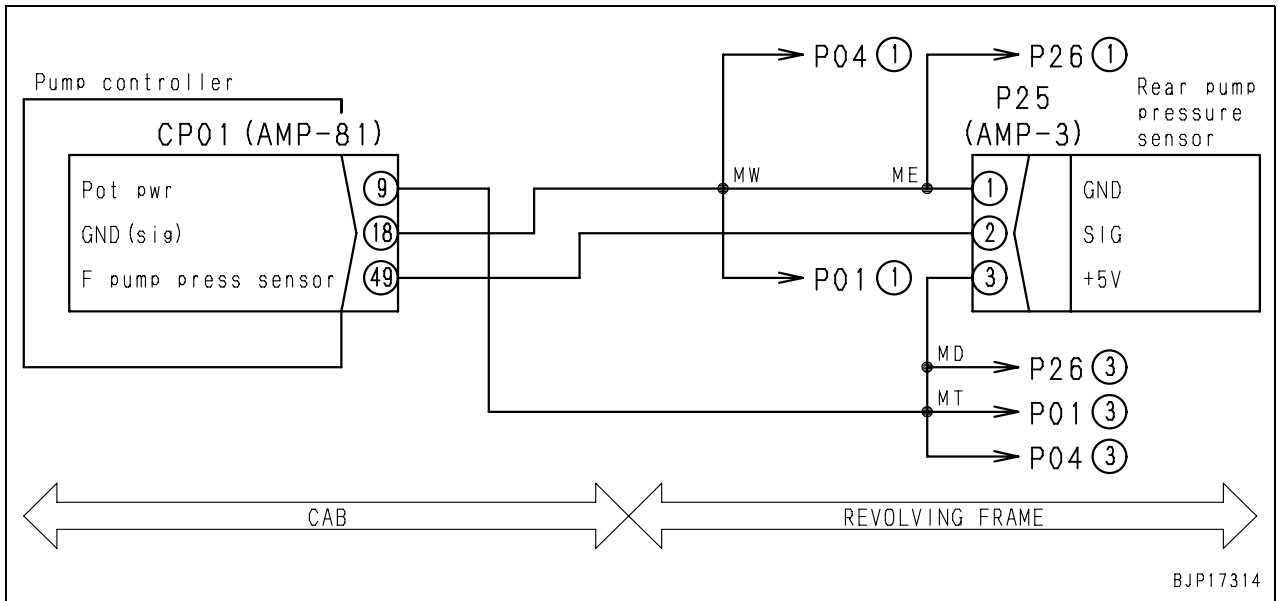 P04 ①
P26 ①
Pump controller
CP01 (AMP-81)
P25
(AMP-3)
Rear pump
pressure
sensor
MW
ME
Pot pwr
9
1
GND
GND (sig)
18
2
SIG
F pump press sensor
49
P01 ①
3
+5V
MD
P26 ③
MT
P01 ③
P04 ③
CAB
REVOLVING FRAME
BJP17314